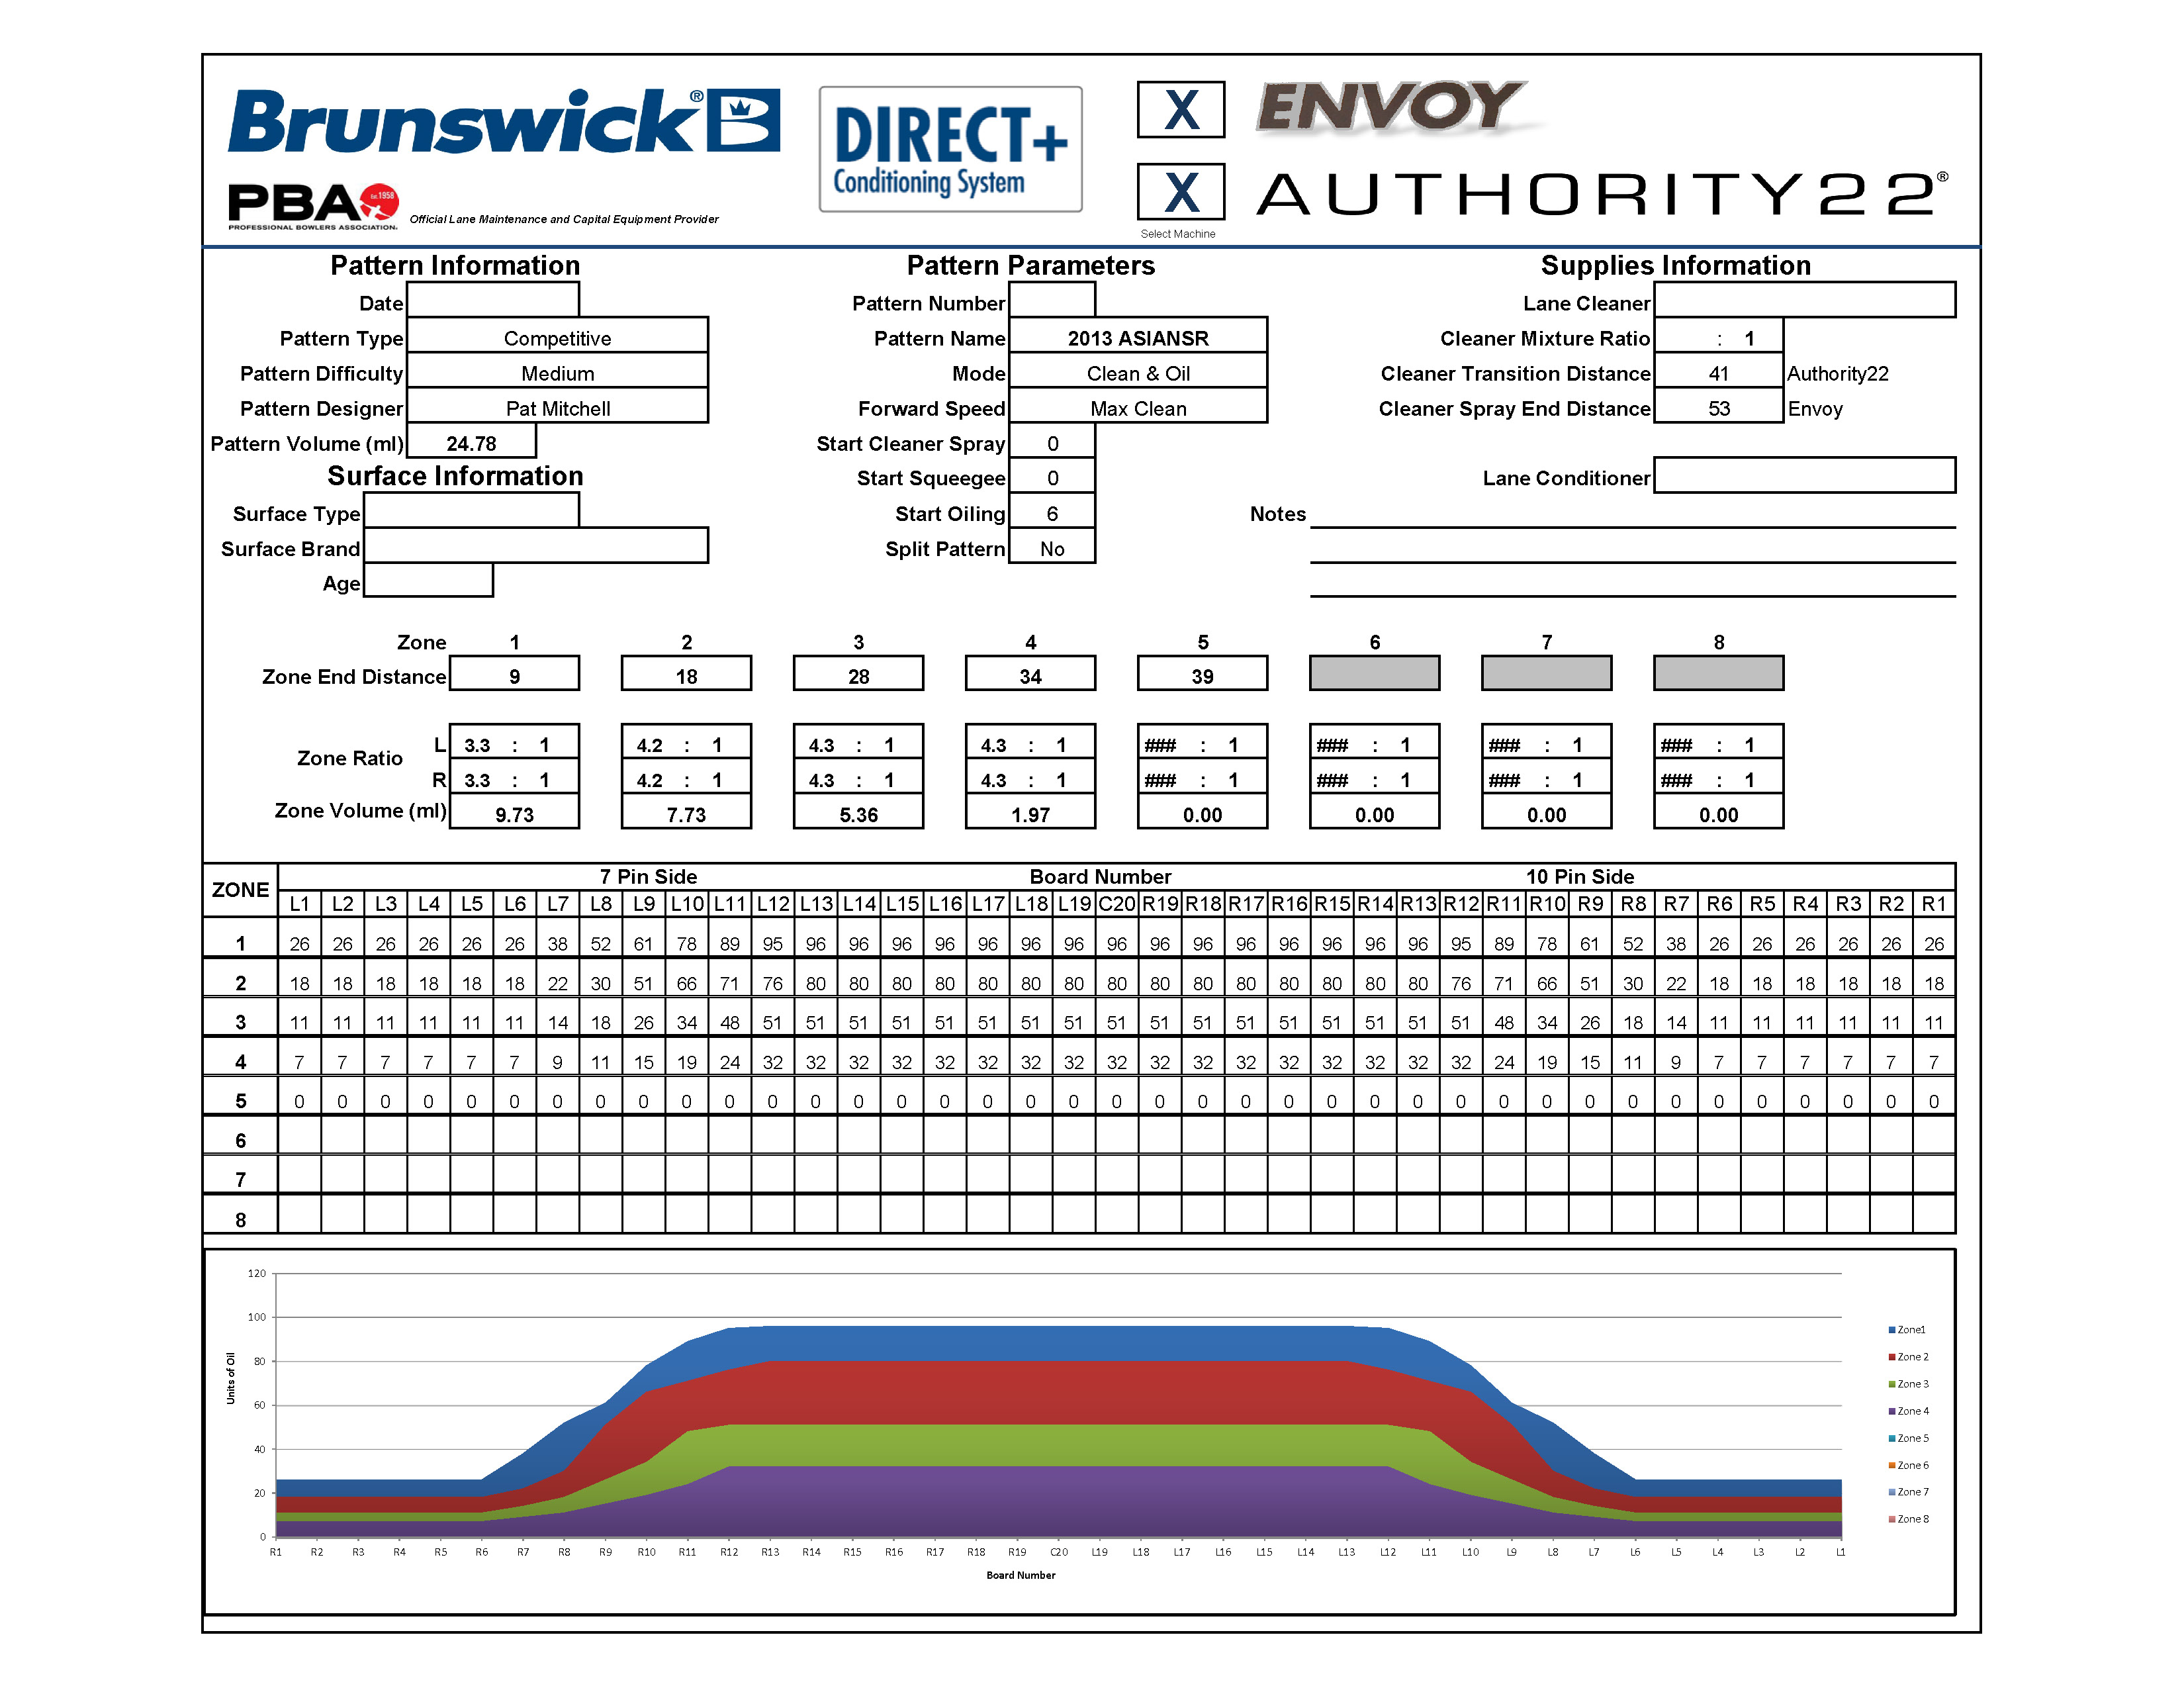 Brunswick® B
DIRECT+
Conditioning System
X ENVOY
X AUTHORITY22®
PBA est.1958
PROFESSIONAL BOWLERS ASSOCIATION.
Official Lane Maintenance and Capital Equipment Provider
Select Machine
Pattern Information
Date
Pattern Type Competitive
Pattern Difficulty Medium
Pattern Designer Pat Mitchell
Pattern Volume (ml) 24.78
Surface Information
Surface Type
Surface Brand
Age
Pattern Parameters
Pattern Number
Pattern Name 2013 ASIANSR
Mode Clean & Oil
Forward Speed Max Clean
Start Cleaner Spray 0
Start Squeegee 0
Start Oiling 6
Split Pattern No
Supplies Information
Lane Cleaner
Cleaner Mixture Ratio : 1
Cleaner Transition Distance 41 Authority22
Cleaner Spray End Distance 53 Envoy
Lane Conditioner
Notes
Zone 1 2 3 4 5 6 7 8
Zone End Distance 9 18 28 34 39
Zone Ratio
L 3.3 : 1 4.2 : 1 4.3 : 1 4.3 : 1 ### : 1 ### : 1 ### : 1 ### : 1
R 3.3 : 1 4.2 : 1 4.3 : 1 4.3 : 1 ### : 1 ### : 1 ### : 1 ### : 1
Zone Volume (ml) 9.73 7.73 5.36 1.97 0.00 0.00 0.00 0.00
ZONE 7 Pin Side Board Number 10 Pin Side
L1 L2 L3 L4 L5 L6 L7 L8 L9 L10 L11 L12 L13 L14 L15 L16 L17 L18 L19 C20 R19 R18 R17 R16 R15 R14 R13 R12 R11 R10 R9 R8 R7 R6 R5 R4 R3 R2 R1
1 26 26 26 26 26 26 38 52 61 78 89 95 96 96 96 96 96 96 96 96 96 96 96 96 96 96 96 95 89 78 61 52 38 26 26 26 26 26 26
2 18 18 18 18 18 18 22 30 51 66 71 76 80 80 80 80 80 80 80 80 80 80 80 80 80 80 80 76 71 66 51 30 22 18 18 18 18 18 18
3 11 11 11 11 11 11 14 18 26 34 48 51 51 51 51 51 51 51 51 51 51 51 51 51 51 51 51 51 48 34 26 18 14 11 11 11 11 11 11
4 7 7 7 7 7 7 9 11 15 19 24 32 32 32 32 32 32 32 32 32 32 32 32 32 32 32 32 32 24 19 15 11 9 7 7 7 7 7 7
5 0 0 0 0 0 0 0 0 0 0 0 0 0 0 0 0 0 0 0 0 0 0 0 0 0 0 0 0 0 0 0 0 0 0 0 0 0 0 0
6
7
8
Units of Oil
120
100
80
60
40
20
0
R1 R2 R3 R4 R5 R6 R7 R8 R9 R10 R11 R12 R13 R14 R15 R16 R17 R18 R19 C20 L19 L18 L17 L16 L15 L14 L13 L12 L11 L10 L9 L8 L7 L6 L5 L4 L3 L2 L1
Board Number
Zone1
Zone 2
Zone 3
Zone 4
Zone 5
Zone 6
Zone 7
Zone 8